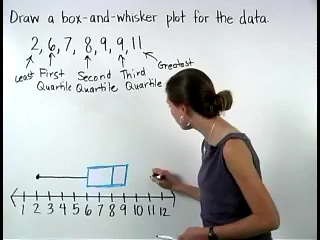 Draw a box-and-whisker plot for the data.
2, 6, 7, 8, 9, 9, 11
Least First Quartile Second Quartile Third Quartile Greatest
1 2 3 4 5 6 7 8 9 10 11 12